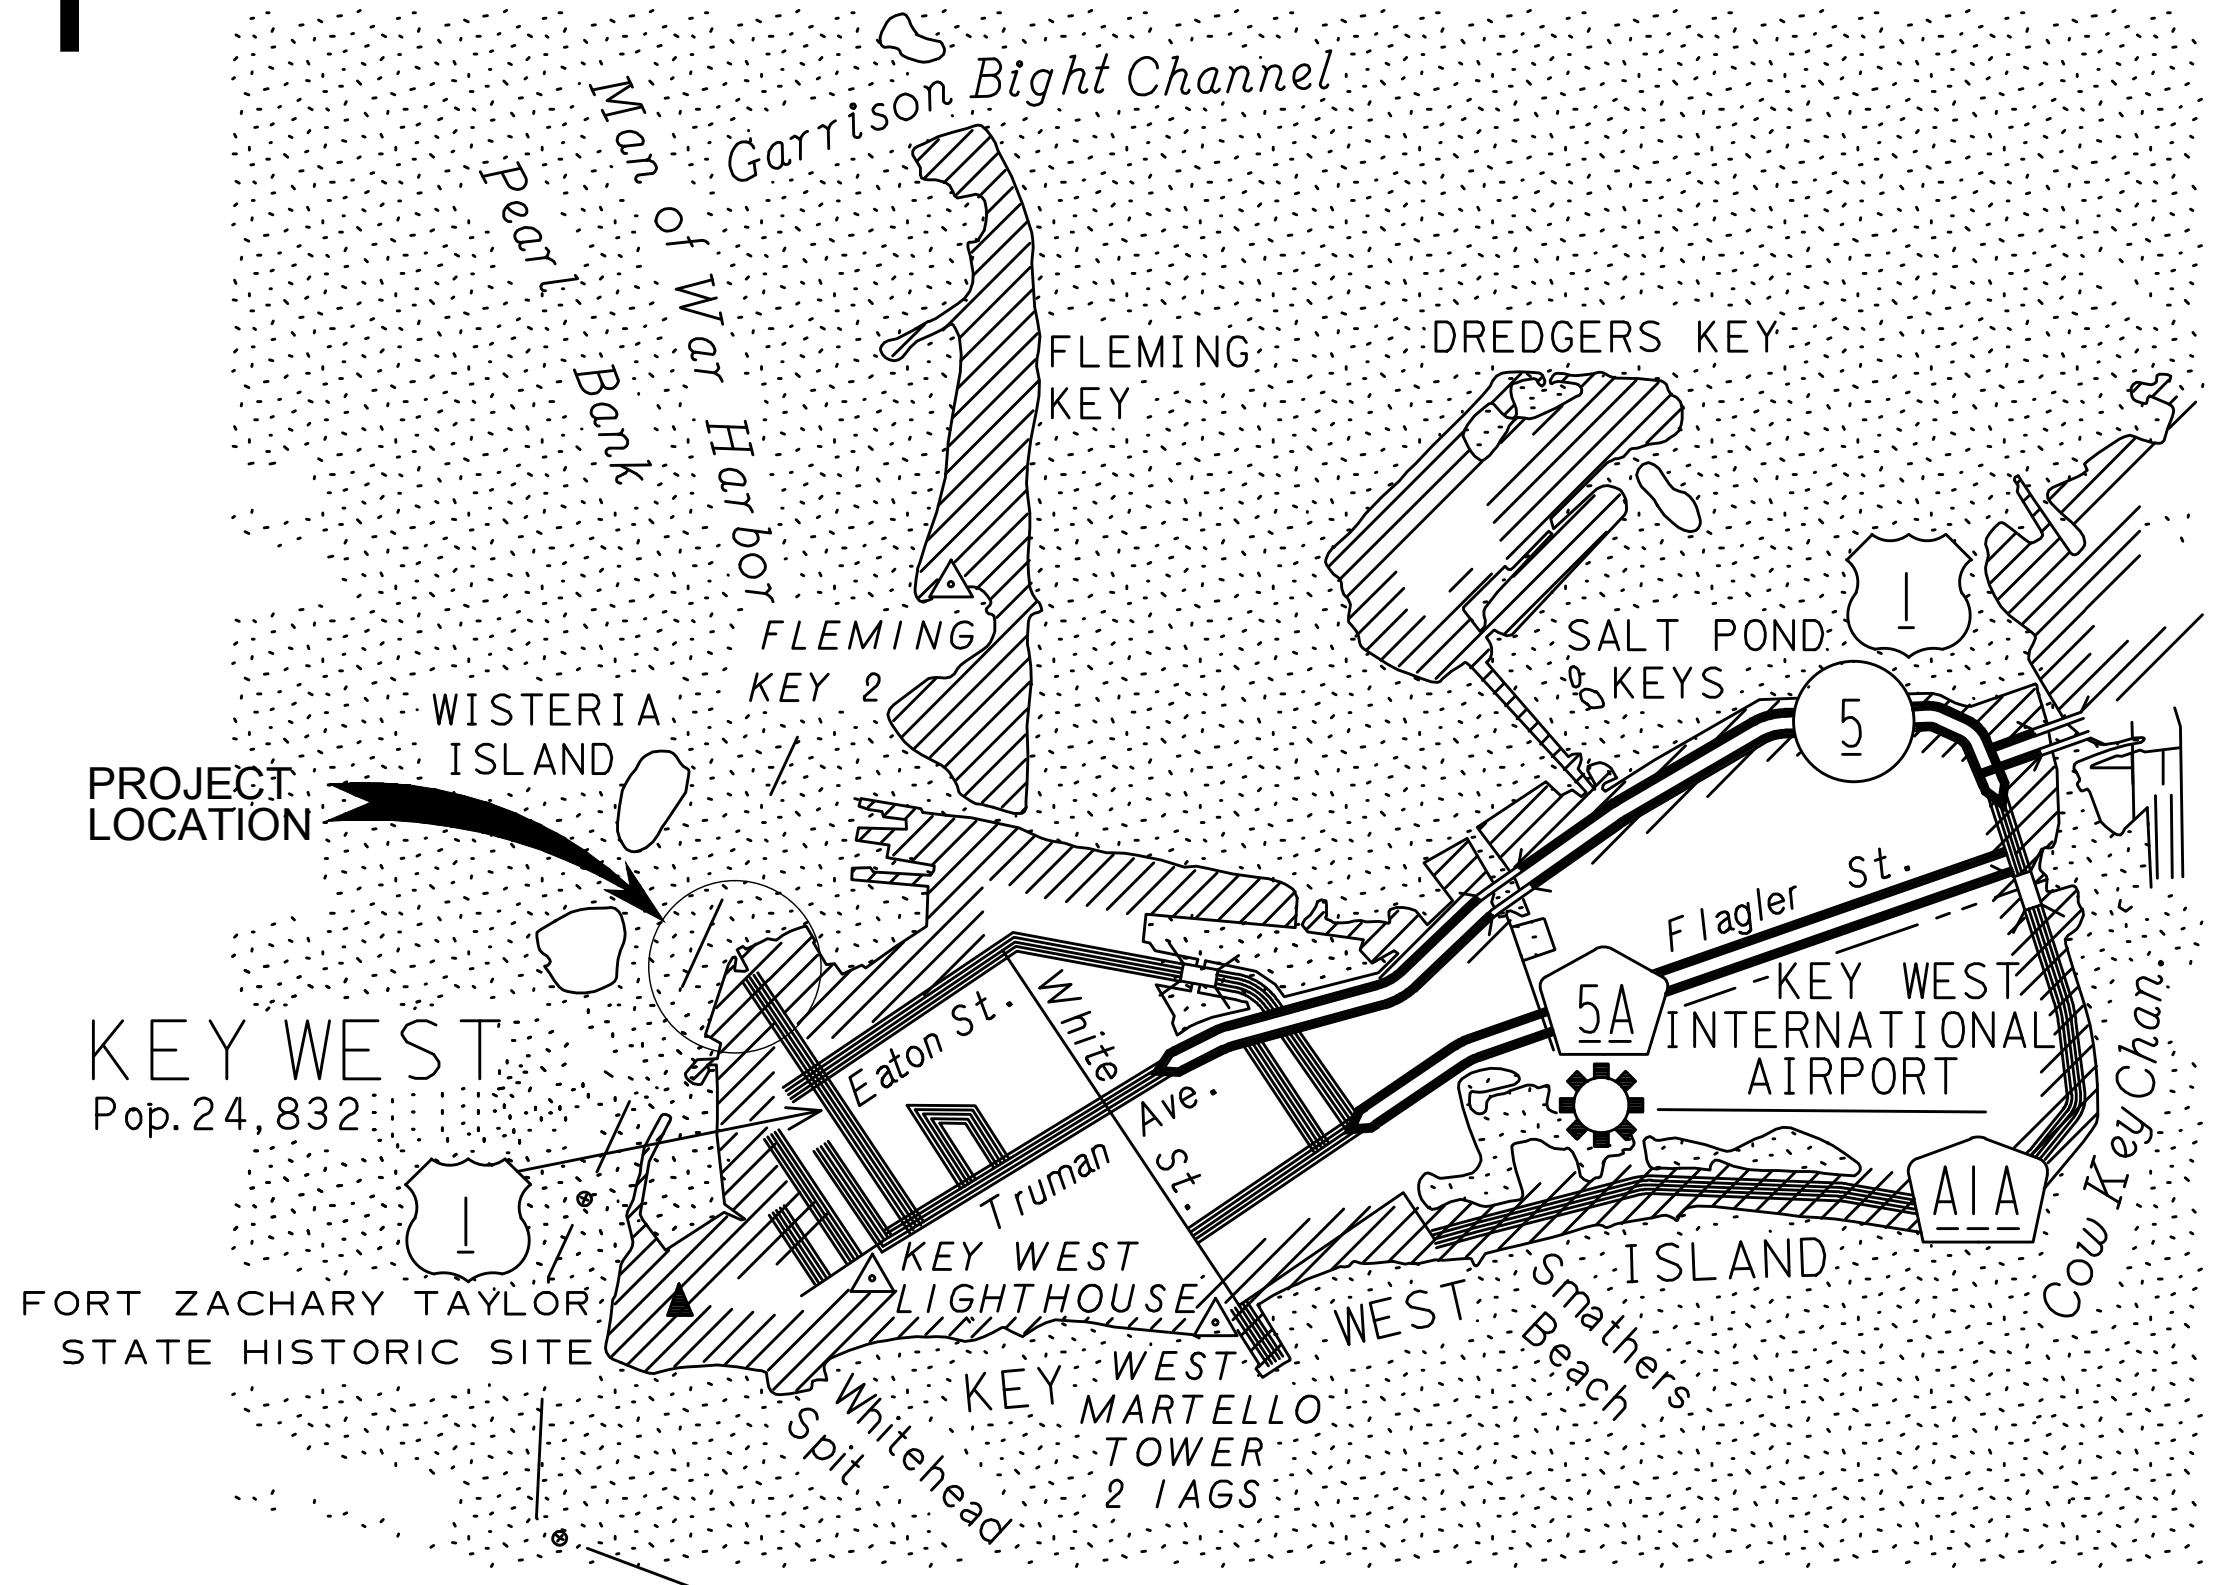 Garrison Bight Channel
Man of War Harbor
Pearl Bank
FLEMING
KEY
DREDGERS KEY
FLEMING
KEY 2
SALT POND
KEYS
1
5
WISTERIA
ISLAND
PROJECT
LOCATION
Flagler St.
KEY WEST
INTERNATIONAL
AIRPORT
5A
Eaton St.
White St.
Truman Ave.
KEY WEST
Pop. 24,832
1
A1A
Cow Key Chan.
KEY WEST
LIGHTHOUSE
FORT ZACHARY TAYLOR
STATE HISTORIC SITE
KEY WEST ISLAND
Smathers
Beach
WEST
MARTELLO
TOWER
2 1AGS
Whitehead
Spit